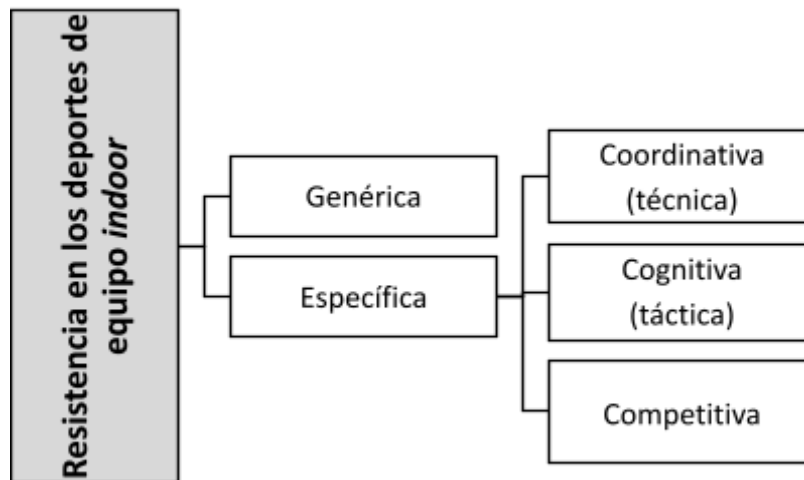 Resistencia en los deportes de
equipo indoor
Genérica
Específica
Coordinativa
(técnica)
Cognitiva
(táctica)
Competitiva